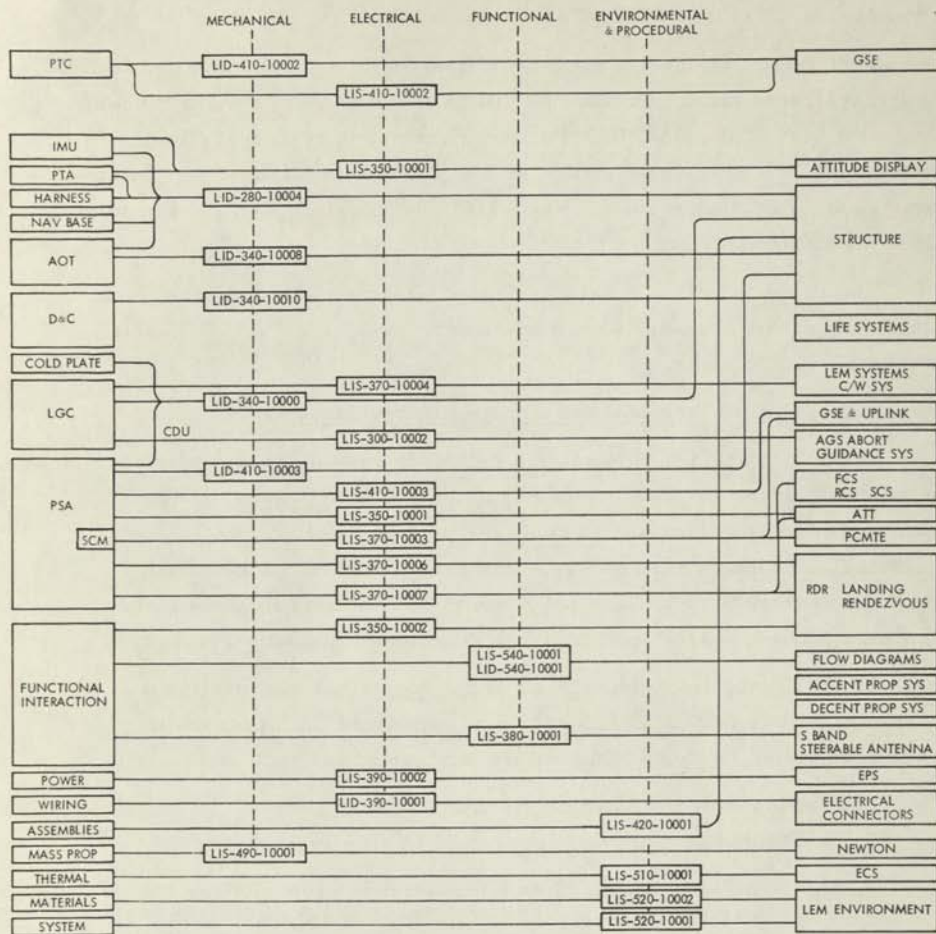 MECHANICAL ELECTRICAL FUNCTIONAL ENVIRONMENTAL
& PROCEDURAL
PTC LID-410-10002 GSE
LIS-410-10002
IMU
LIS-350-10001 ATTITUDE DISPLAY
PTA
HARNESS LID-280-10004
NAV BASE
STRUCTURE
AOT LID-340-10008
LID-340-10010
D&C
LIFE SYSTEMS
COLD PLATE
LIS-370-10004 LEM SYSTEMS
C/W SYS
LGC LID-340-10000
GSE & UPLINK
CDU
LIS-300-10002 AGS ABORT
GUIDANCE SYS
LID-410-10003
FCS
RCS SCS
LIS-410-10003
PSA
LIS-350-10001 ATT
SCM LIS-370-10003 PCMTE
LIS-370-10006
RDR LANDING
RENDEZVOUS
LIS-370-10007
LIS-350-10002
LIS-540-10001
LID-540-10001
FLOW DIAGRAMS
FUNCTIONAL
INTERACTION
ACCENT PROP SYS
DECENT PROP SYS
LIS-380-10001 S BAND
STEERABLE ANTENNA
POWER LIS-390-10002 EPS
WIRING LID-390-10001 ELECTRICAL
CONNECTORS
ASSEMBLIES LIS-420-10001
MASS PROP LIS-490-10001 NEWTON
THERMAL LIS-510-10001 ECS
MATERIALS LIS-520-10002
LEM ENVIRONMENT
SYSTEM LIS-520-10001